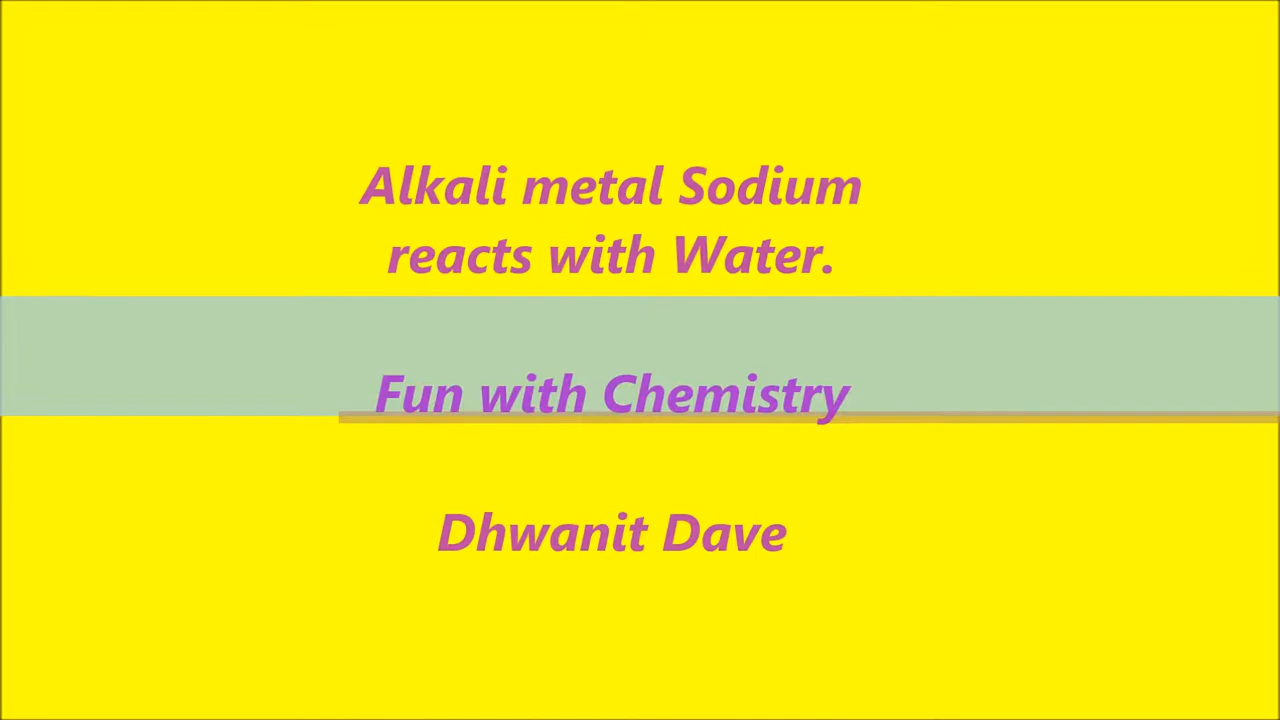 Alkali metal Sodium
reacts with Water.
Fun with Chemistry
Dhwanit Dave